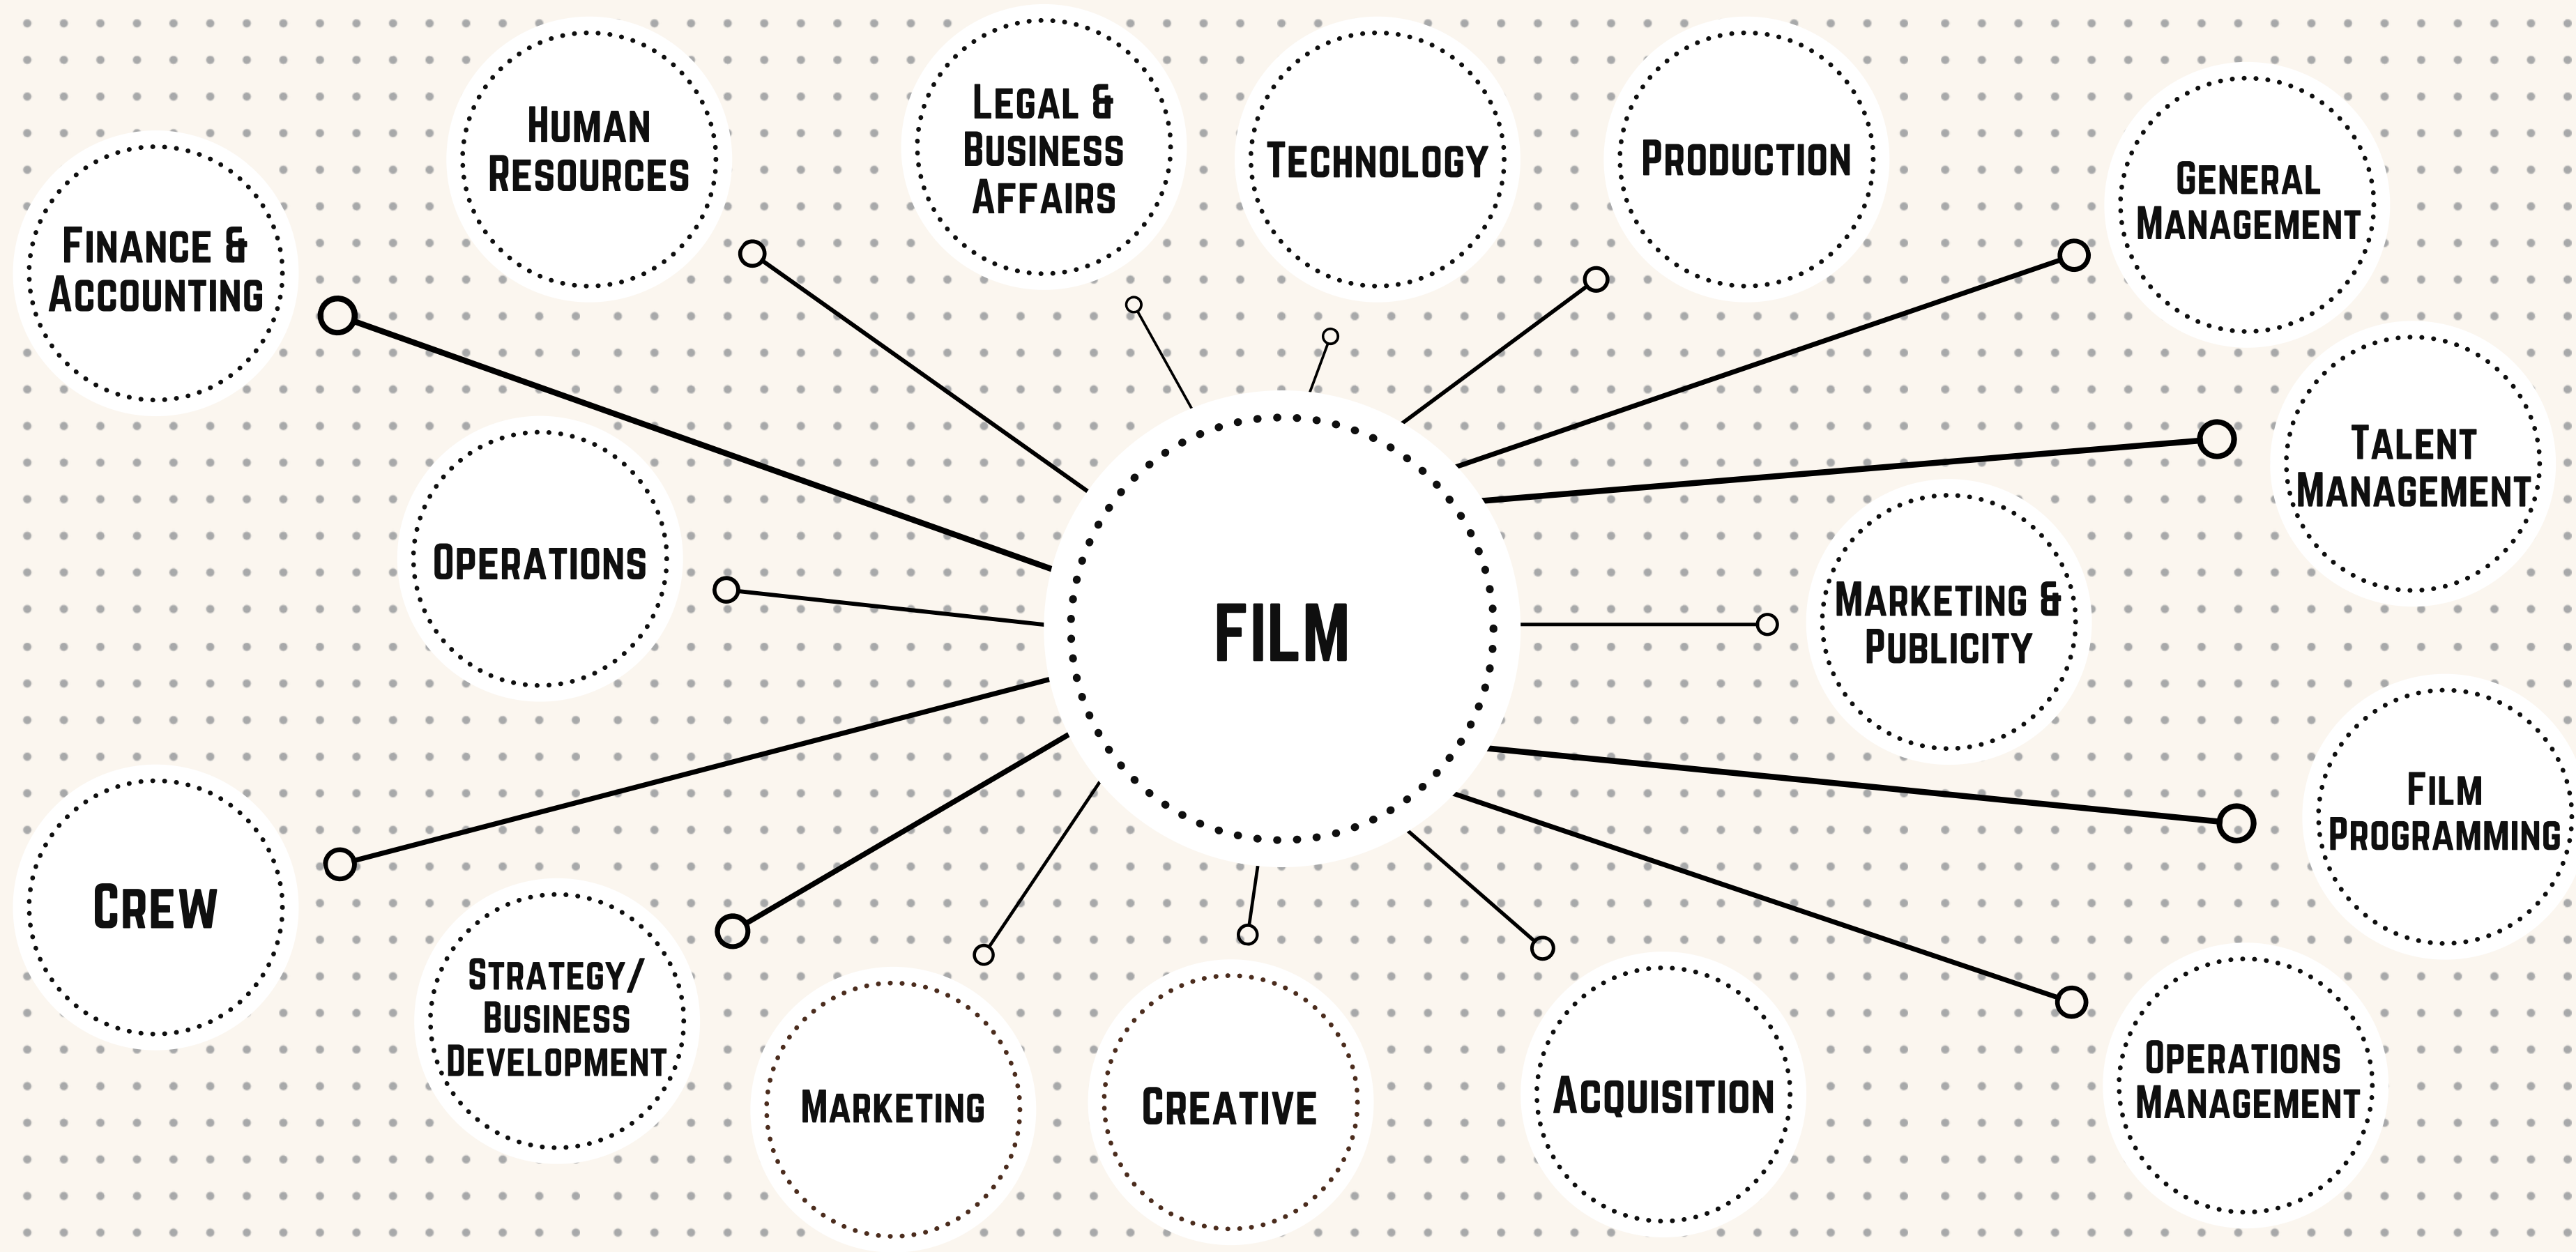 HUMAN
RESOURCES
LEGAL &
BUSINESS
AFFAIRS
TECHNOLOGY
PRODUCTION
GENERAL
MANAGEMENT
FINANCE &
ACCOUNTING
TALENT
MANAGEMENT
OPERATIONS
FILM
MARKETING &
PUBLICITY
FILM
PROGRAMMING
CREW
STRATEGY/
BUSINESS
DEVELOPMENT
MARKETING
CREATIVE
ACQUISITION
OPERATIONS
MANAGEMENT